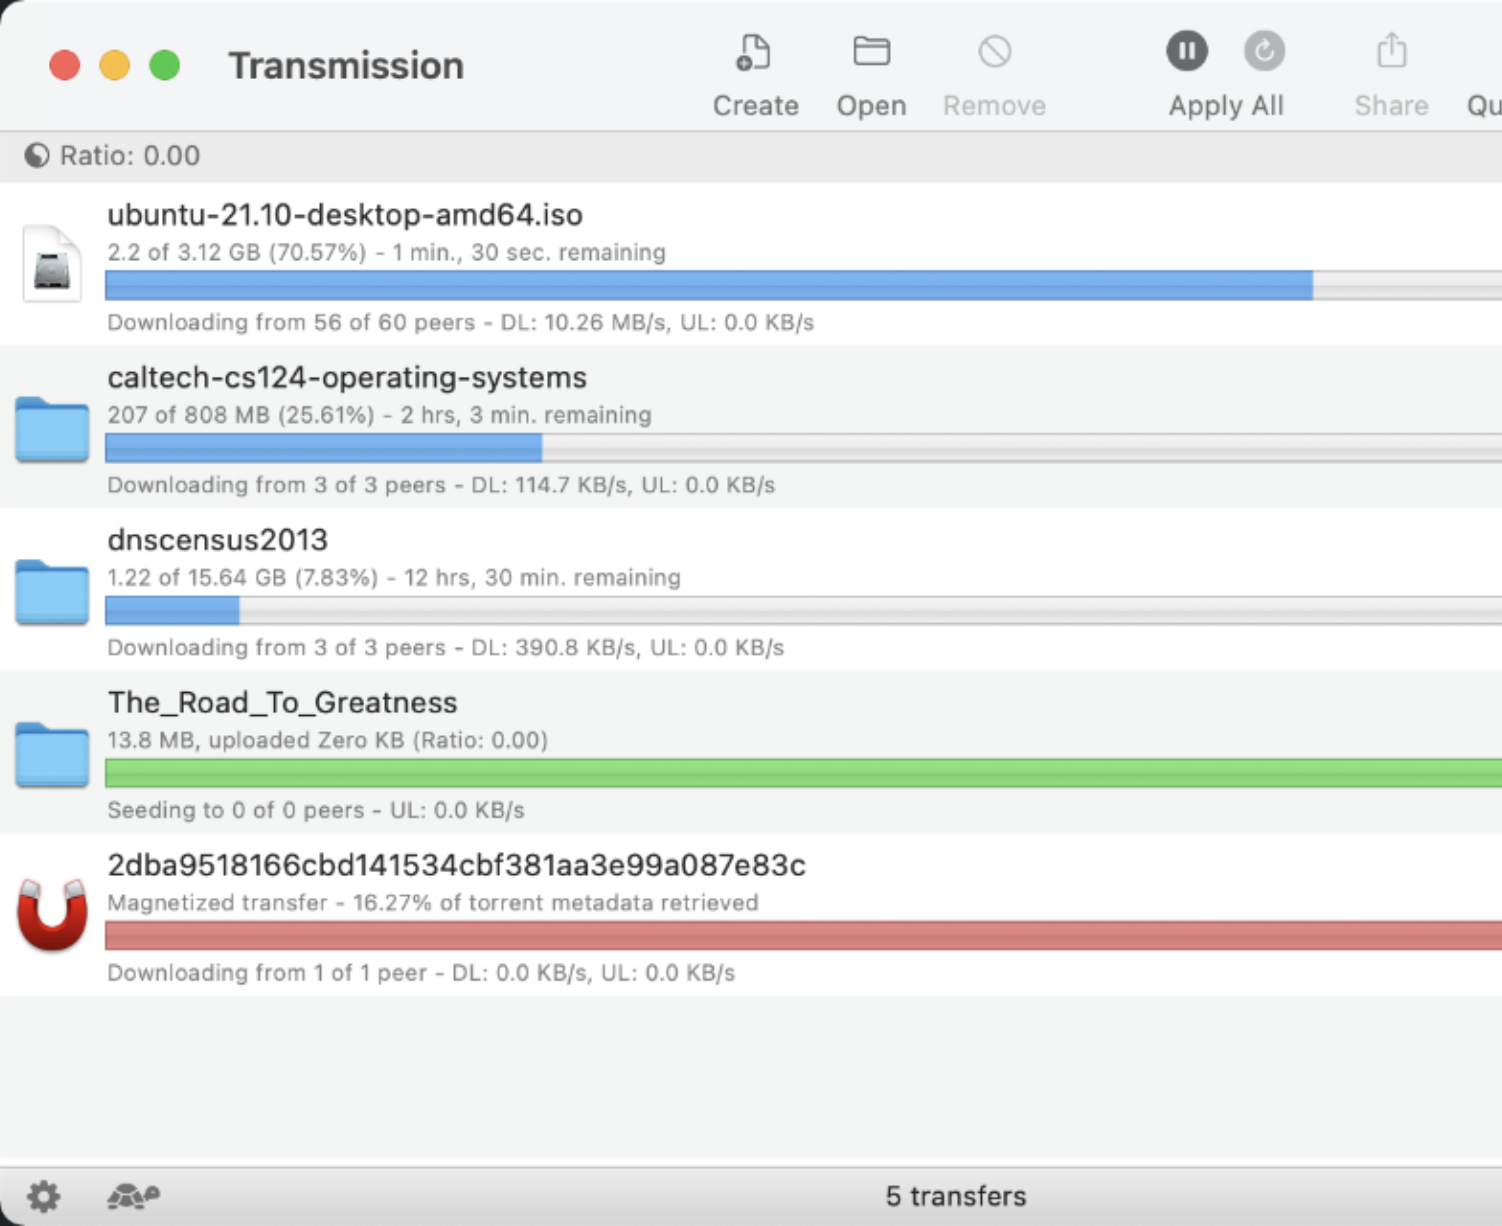 Transmission
Create
Open
Remove
Apply All
Share
Qu
Ratio: 0.00
ubuntu-21.10-desktop-amd64.iso
2.2 of 3.12 GB (70.57%) - 1 min., 30 sec. remaining
Downloading from 56 of 60 peers - DL: 10.26 MB/s, UL: 0.0 KB/s
caltech-cs124-operating-systems
207 of 808 MB (25.61%) - 2 hrs, 3 min. remaining
Downloading from 3 of 3 peers - DL: 114.7 KB/s, UL: 0.0 KB/s
dnscensus2013
1.22 of 15.64 GB (7.83%) - 12 hrs, 30 min. remaining
Downloading from 3 of 3 peers - DL: 390.8 KB/s, UL: 0.0 KB/s
The_Road_To_Greatness
13.8 MB, uploaded Zero KB (Ratio: 0.00)
Seeding to 0 of 0 peers - UL: 0.0 KB/s
2dba9518166cbd141534cbf381aa3e99a087e83c
Magnetized transfer - 16.27% of torrent metadata retrieved
Downloading from 1 of 1 peer - DL: 0.0 KB/s, UL: 0.0 KB/s
5 transfers